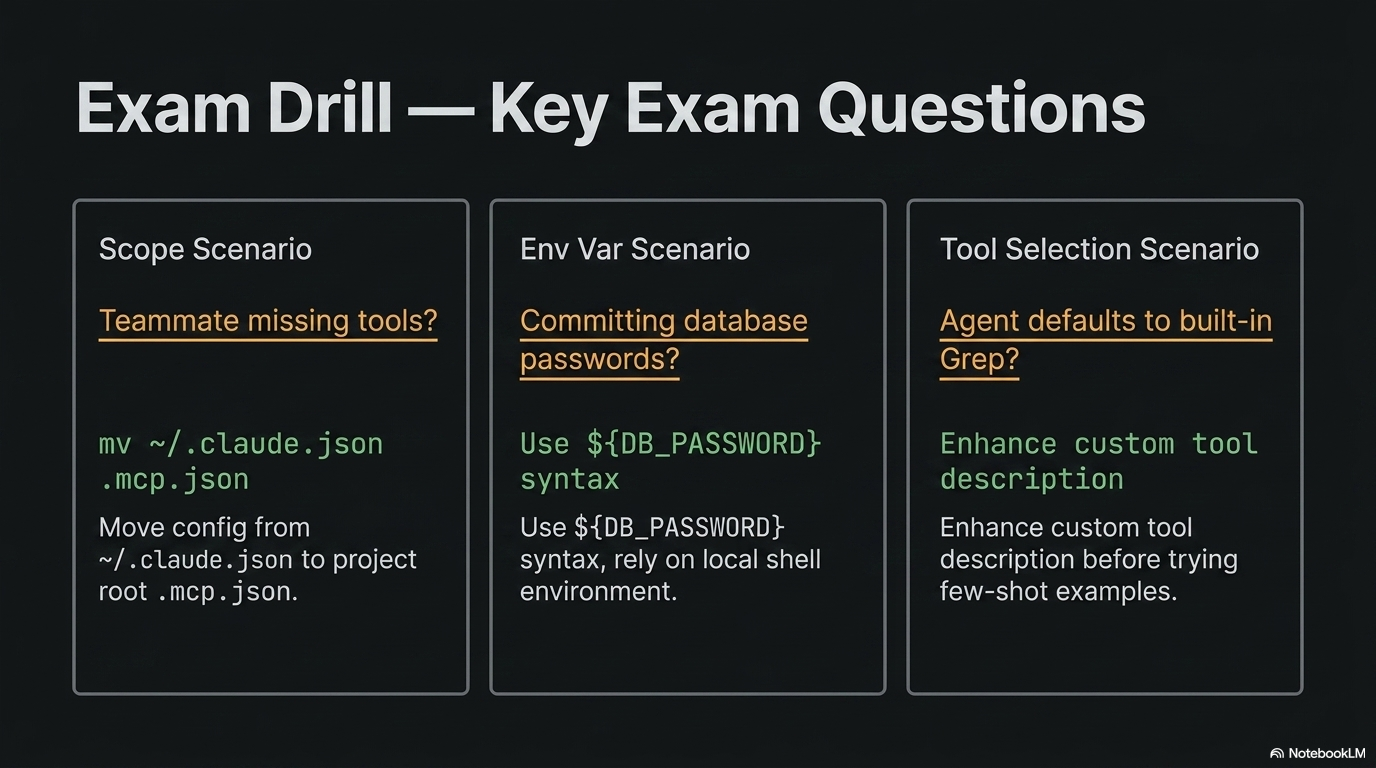 Exam Drill — Key Exam Questions
Scope Scenario
Teammate missing tools?
mv ~/.claude.json
.mcp.json
Move config from
~/.claude.json to project
root .mcp.json.
Env Var Scenario
Committing database
passwords?
Use ${DB_PASSWORD}
syntax
Use ${DB_PASSWORD}
syntax, rely on local shell
environment.
Tool Selection Scenario
Agent defaults to built-in
Grep?
Enhance custom tool
description
Enhance custom tool
description before trying
few-shot examples.
NotebookLM